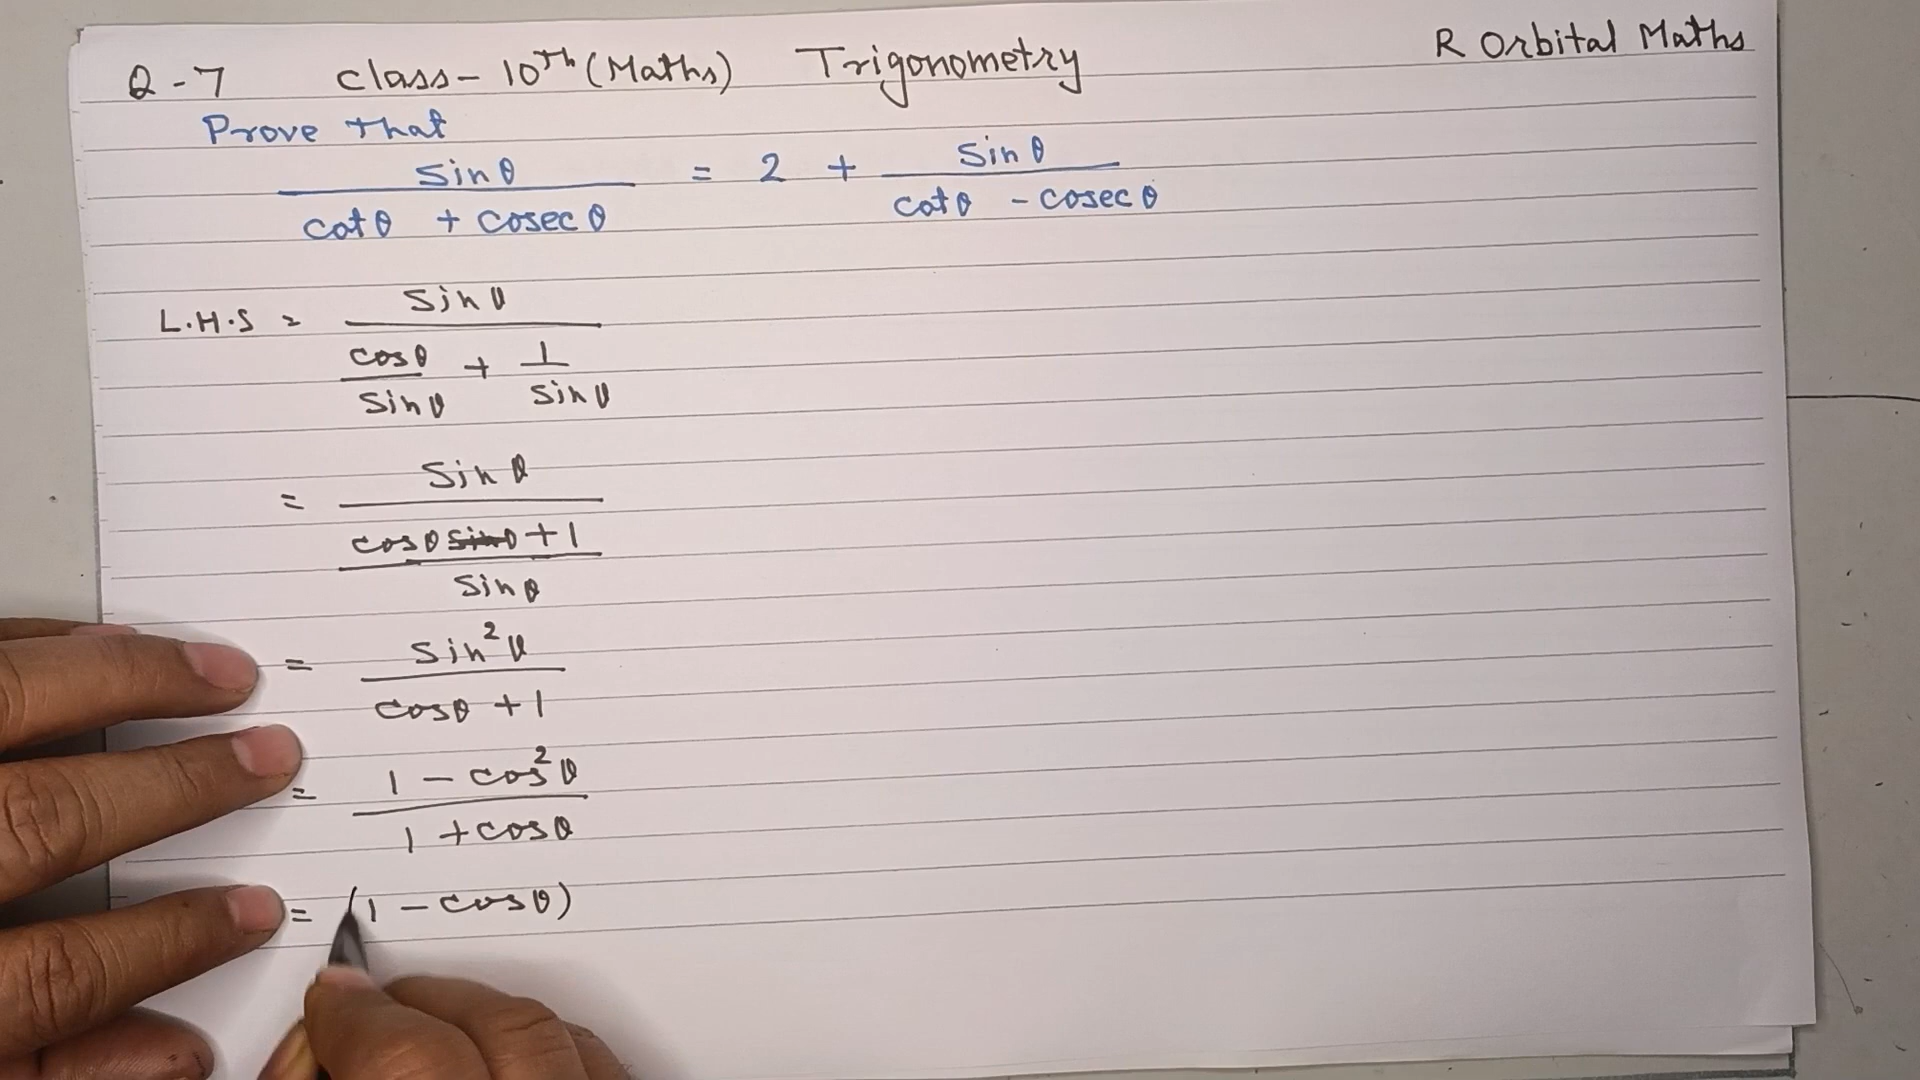 Q-7 Class-10th (Maths) Trigonometry R Orbital Maths
Prove That
sinθ / (cotθ + cosecθ) = 2 + sinθ / (cotθ - cosecθ)
L.H.S = sinθ / (cosθ/sinθ + 1/sinθ)
= sinθ / ((cosθ sinθ + 1)/sinθ)
= sin²θ / (cosθ + 1)
= (1 - cos²θ) / (1 + cosθ)
= (1 - cosθ)